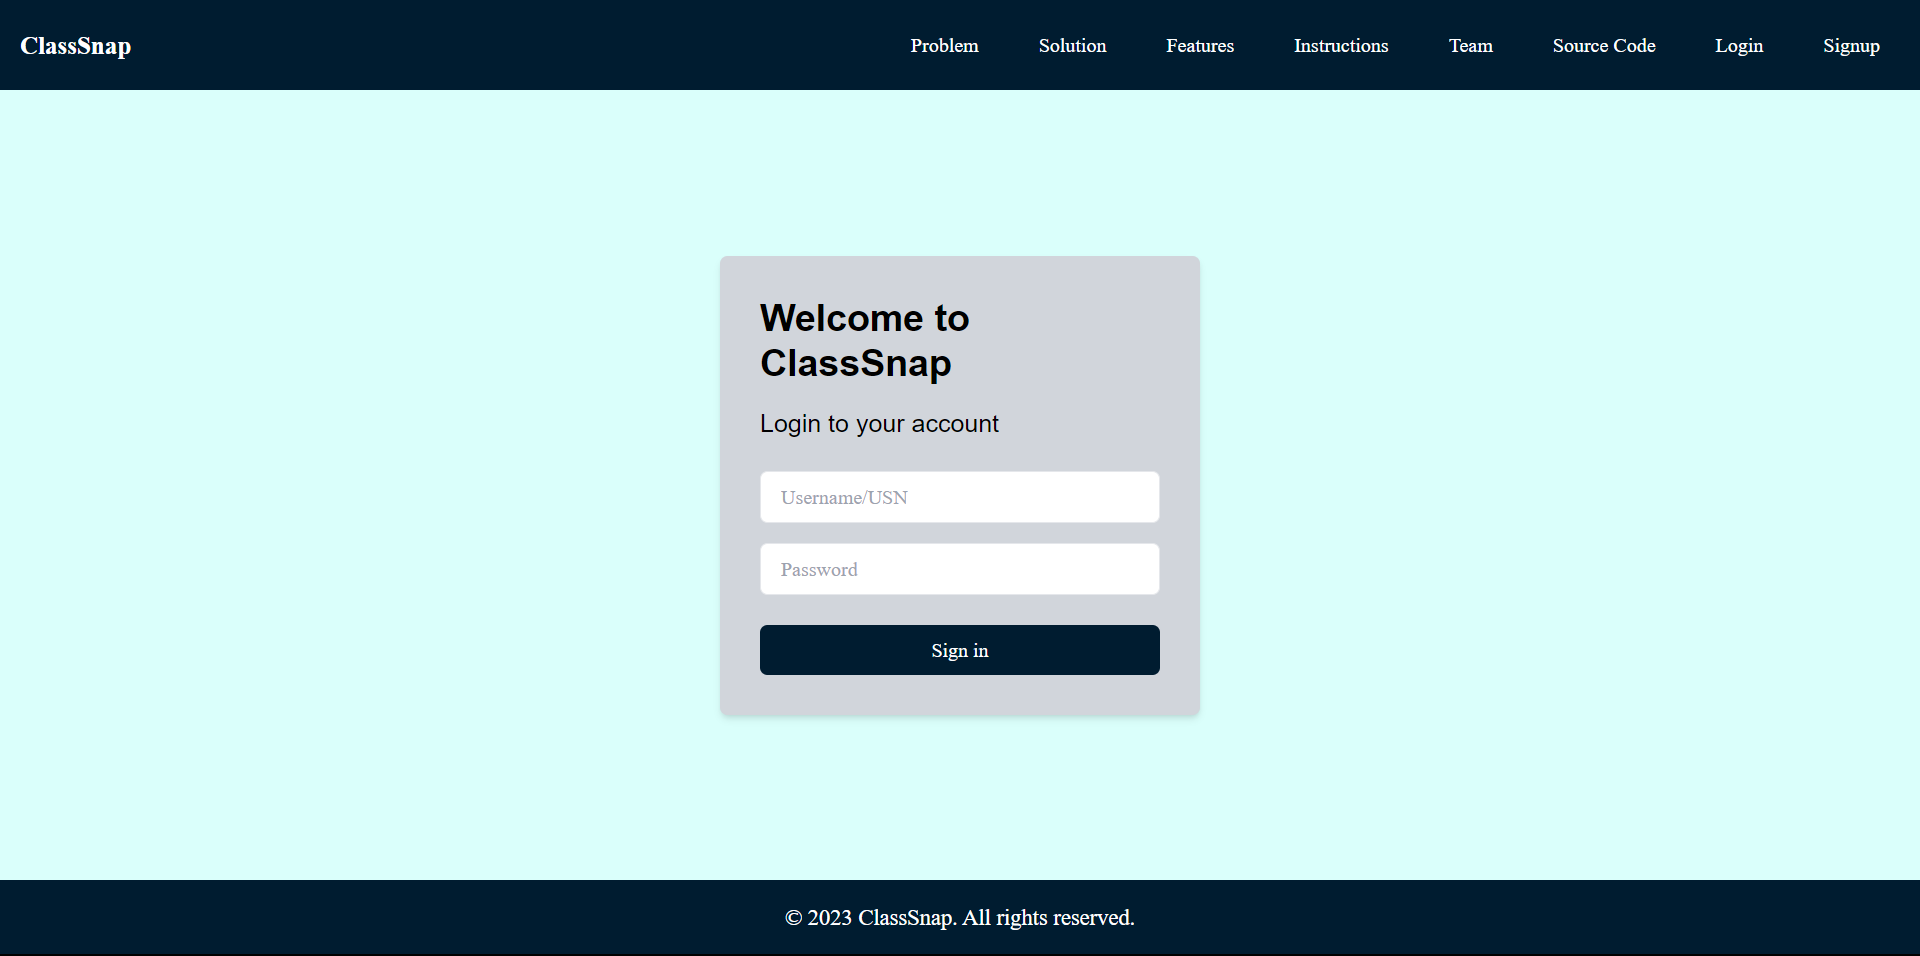 ClassSnap
Problem
Solution
Features
Instructions
Team
Source Code
Login
Signup
Welcome to
ClassSnap
Login to your account
Username/USN
Password
Sign in
© 2023 ClassSnap. All rights reserved.